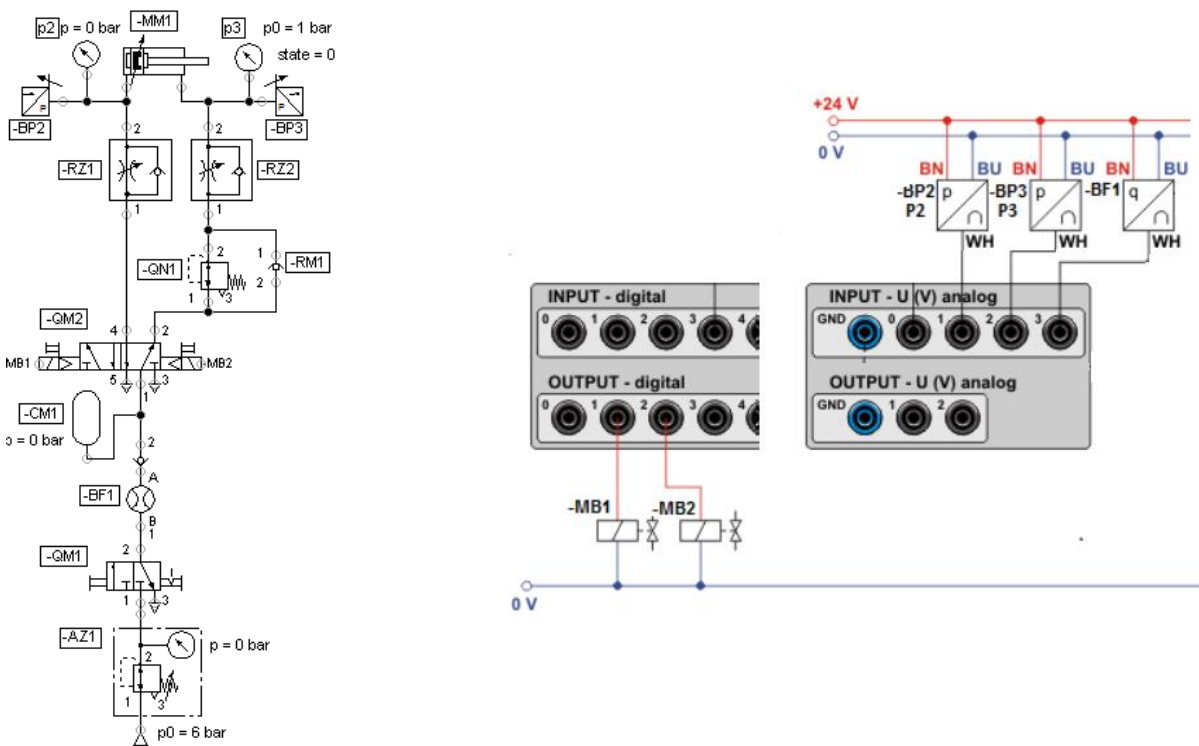 p2 p = 0 bar
-MM1
p3 p0 = 1 bar
state = 0
P
P
-BP2
-BP3
2
2
-RZ1
-RZ2
1
1
2
1
-QN1
-RM1
2
1
3
-QM2
4
2
MB1
MB2
5
3
1
-CM1
2
p = 0 bar
A
-BF1
B
1
-QM1
2
1
3
-AZ1
p = 0 bar
2
1
3
p0 = 6 bar
+24 V
0 V
BN BU BN BU BN BU
-BP2 p -BP3 p -BF1 q
P2 P3
WH WH WH
INPUT - digital
0 1 2 3 4
OUTPUT - digital
0 1 2 3 4
INPUT - U (V) analog
GND 0 1 2 3
OUTPUT - U (V) analog
GND 1 2
-MB1 -MB2
0 V